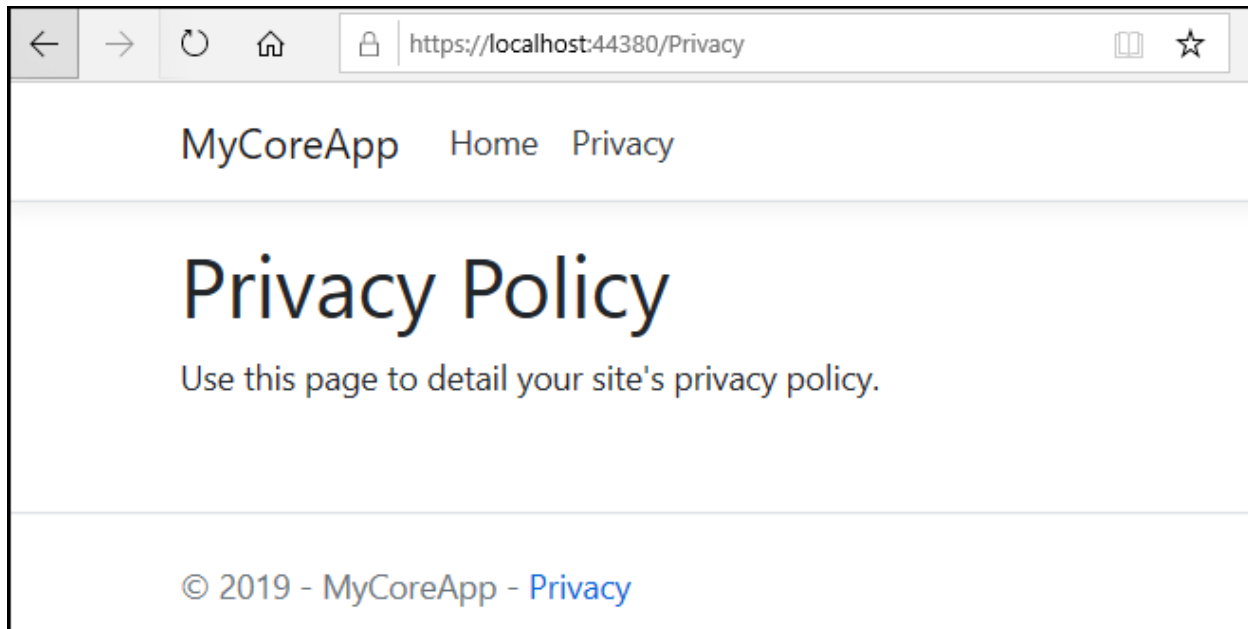 https://localhost:44380/Privacy
MyCoreApp Home Privacy
Privacy Policy
Use this page to detail your site's privacy policy.
© 2019 - MyCoreApp - Privacy